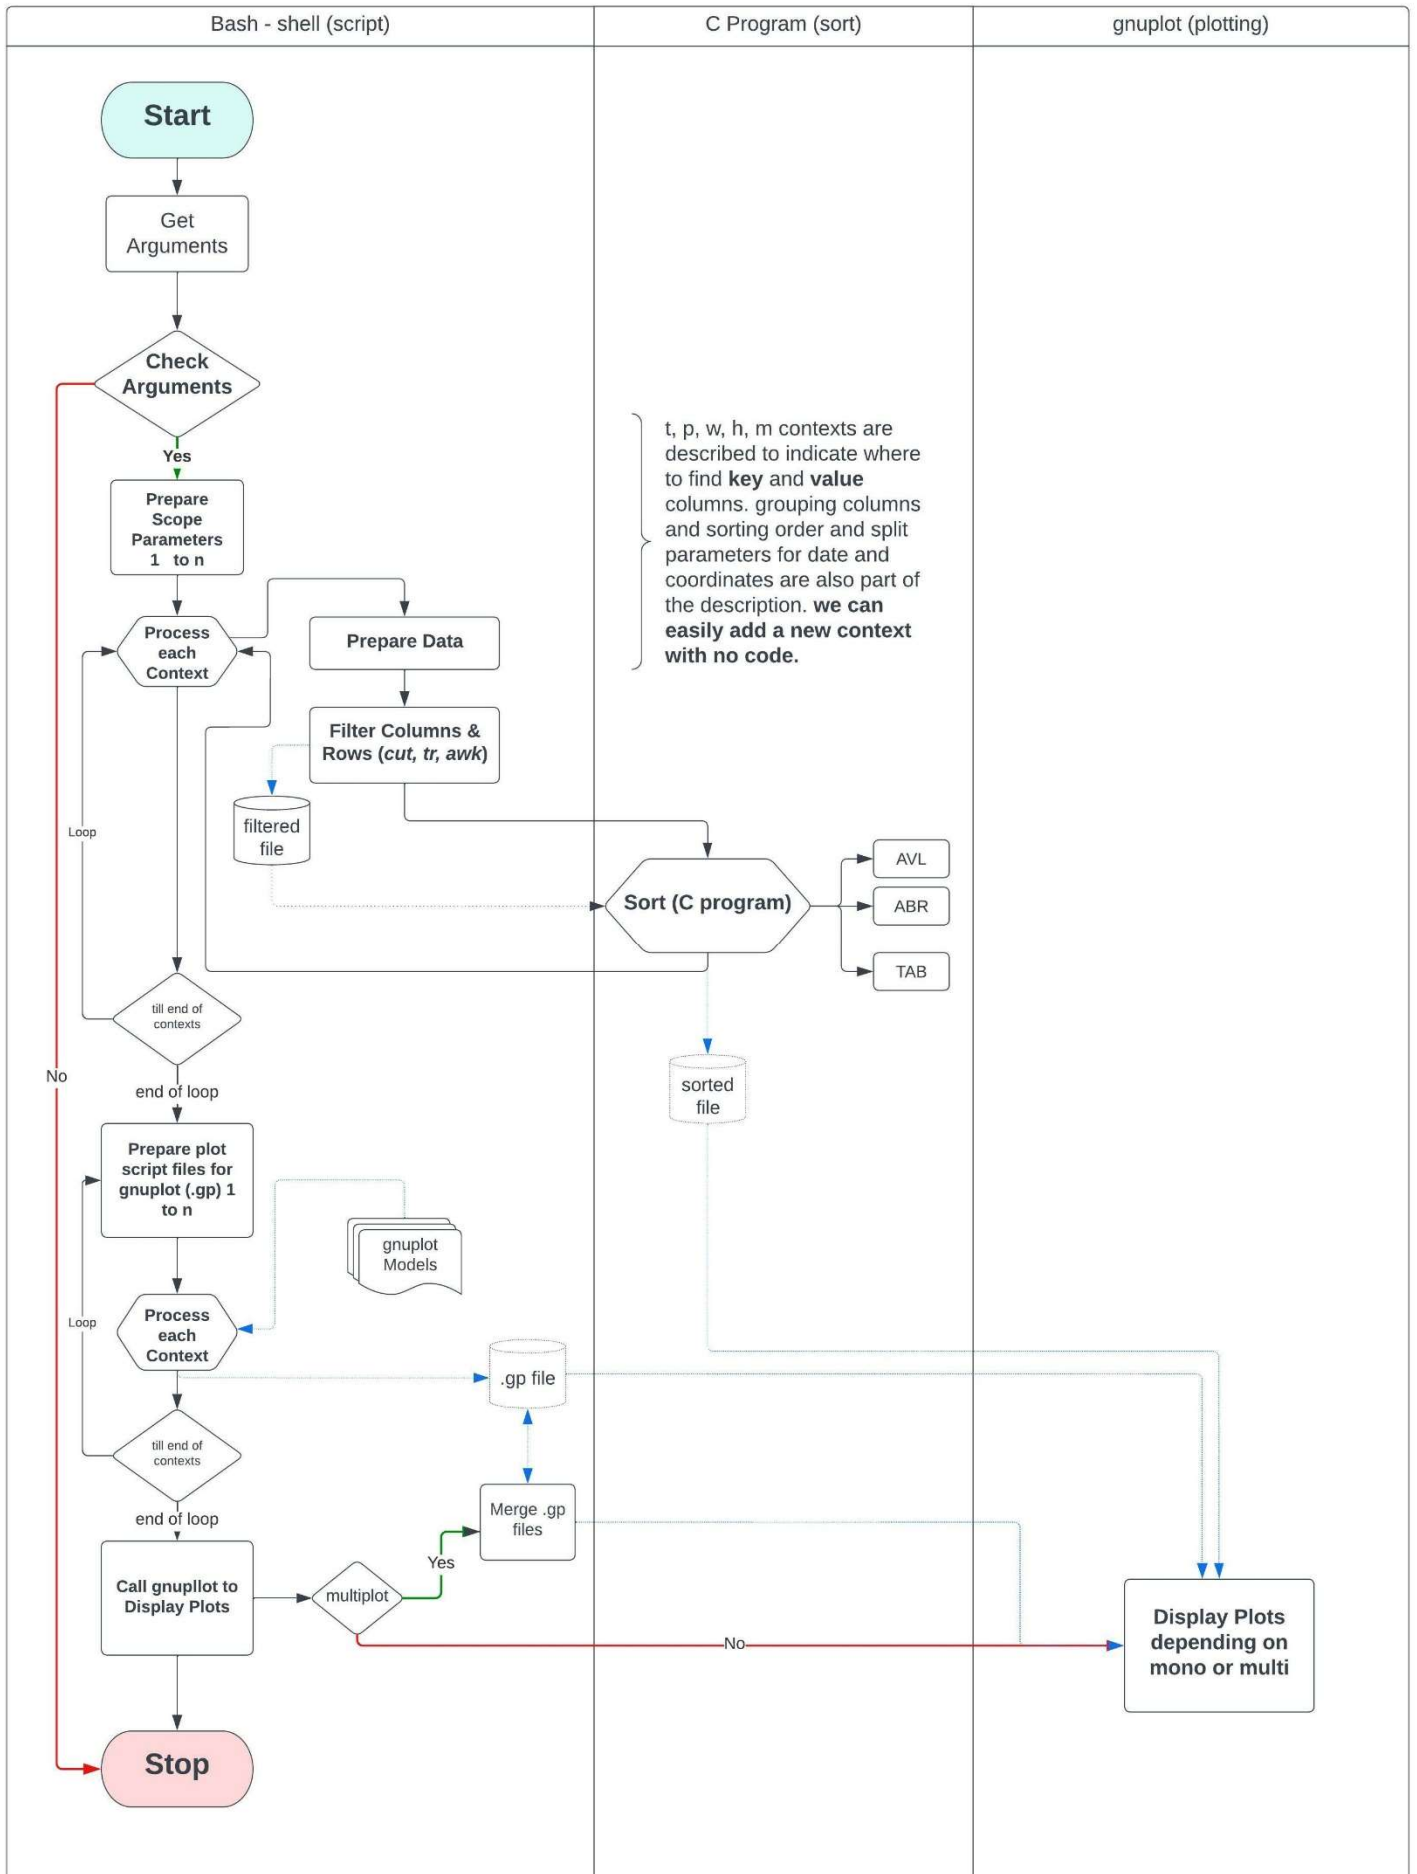 Bash - shell (script)
C Program (sort)
gnuplot (plotting)
Start
Get
Arguments
Check
Arguments
Yes
Prepare
Scope
Parameters
1 to n
Process
each
Context
Prepare Data
Filter Columns &
Rows (cut, tr, awk)
filtered
file
Loop
t, p, w, h, m contexts are
described to indicate where
to find key and value
columns. grouping columns
and sorting order and split
parameters for date and
coordinates are also part of
the description. we can
easily add a new context
with no code.
Sort (C program)
AVL
ABR
TAB
till end of
contexts
No
end of loop
sorted
file
Prepare plot
script files for
gnuplot (.gp) 1
to n
gnuplot
Models
Loop
Process
each
Context
.gp file
till end of
contexts
end of loop
Merge .gp
files
Yes
Call gnupllot to
Display Plots
multiplot
No
Display Plots
depending on
mono or multi
Stop